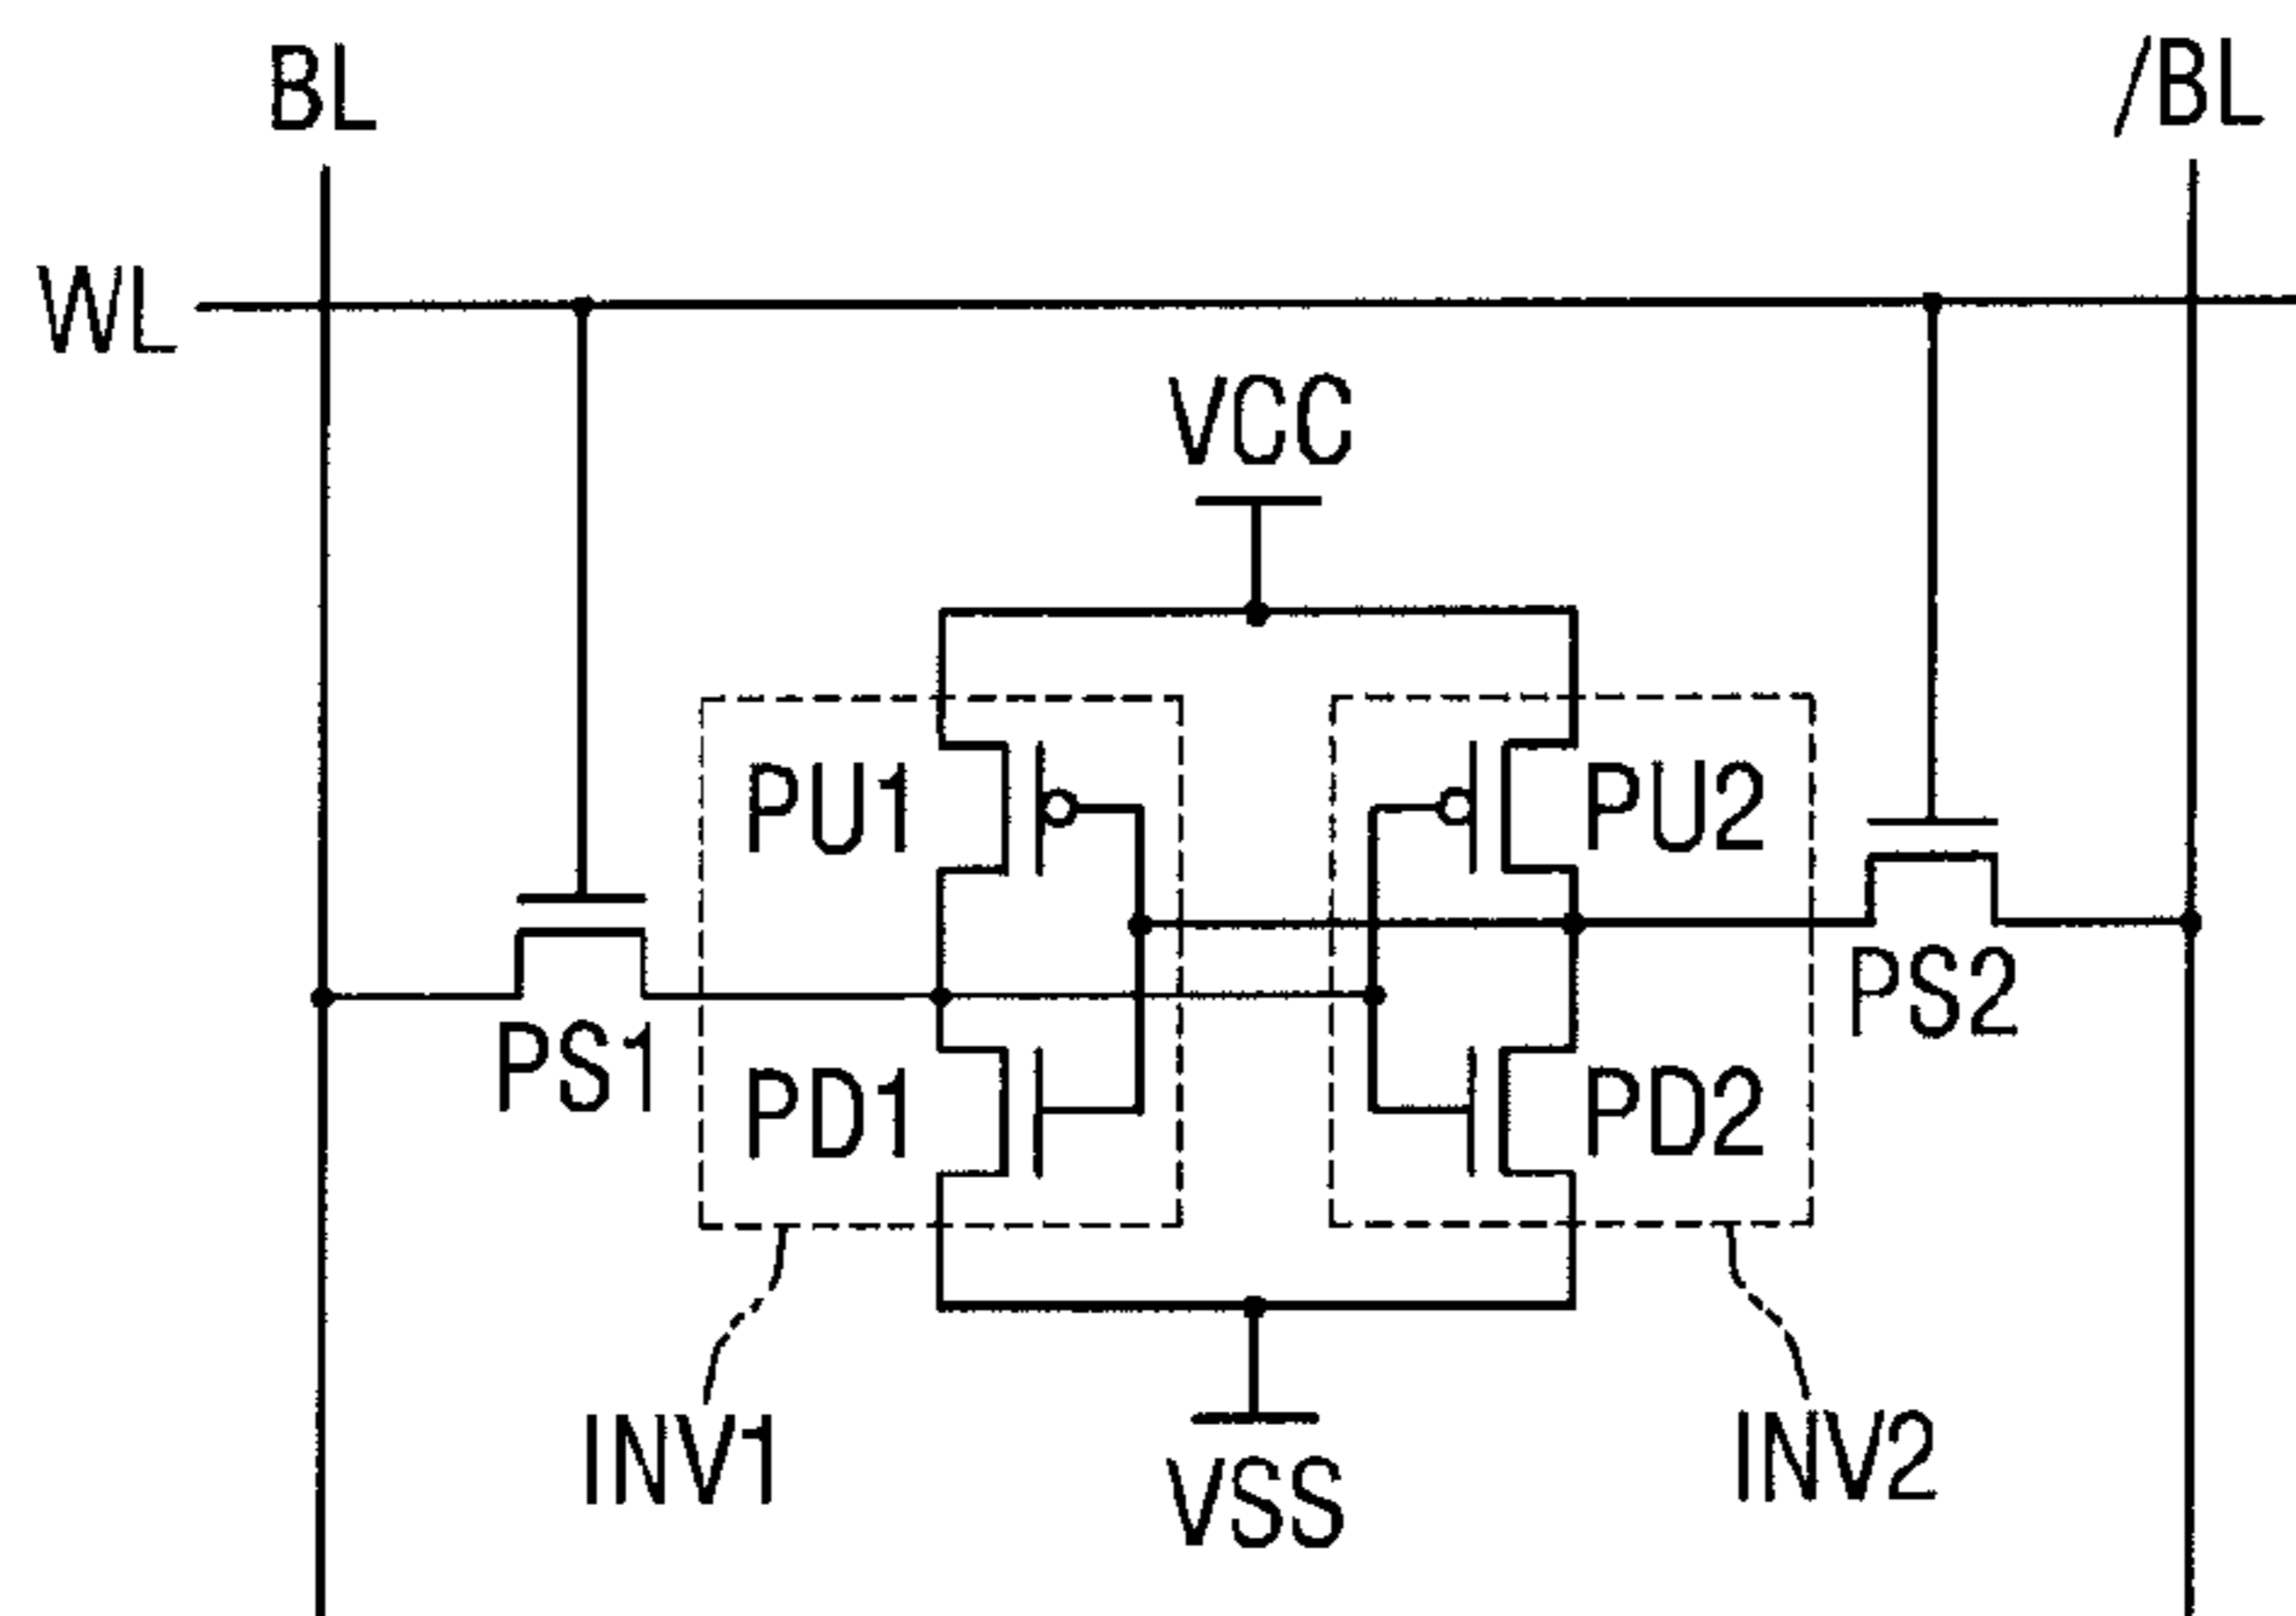 BL
/BL
WL
VCC
PU1
PU2
PS1
PS2
PD1
PD2
INV1
VSS
INV2